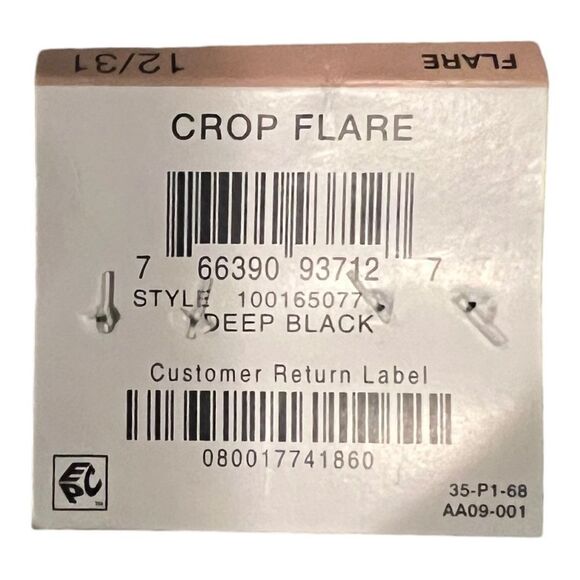 12/31 FLARE
CROP FLARE
7 66390 93712 7
STYLE 100165077
DEEP BLACK
Customer Return Label
080017741860
EPC
35-P1-68
AA09-001